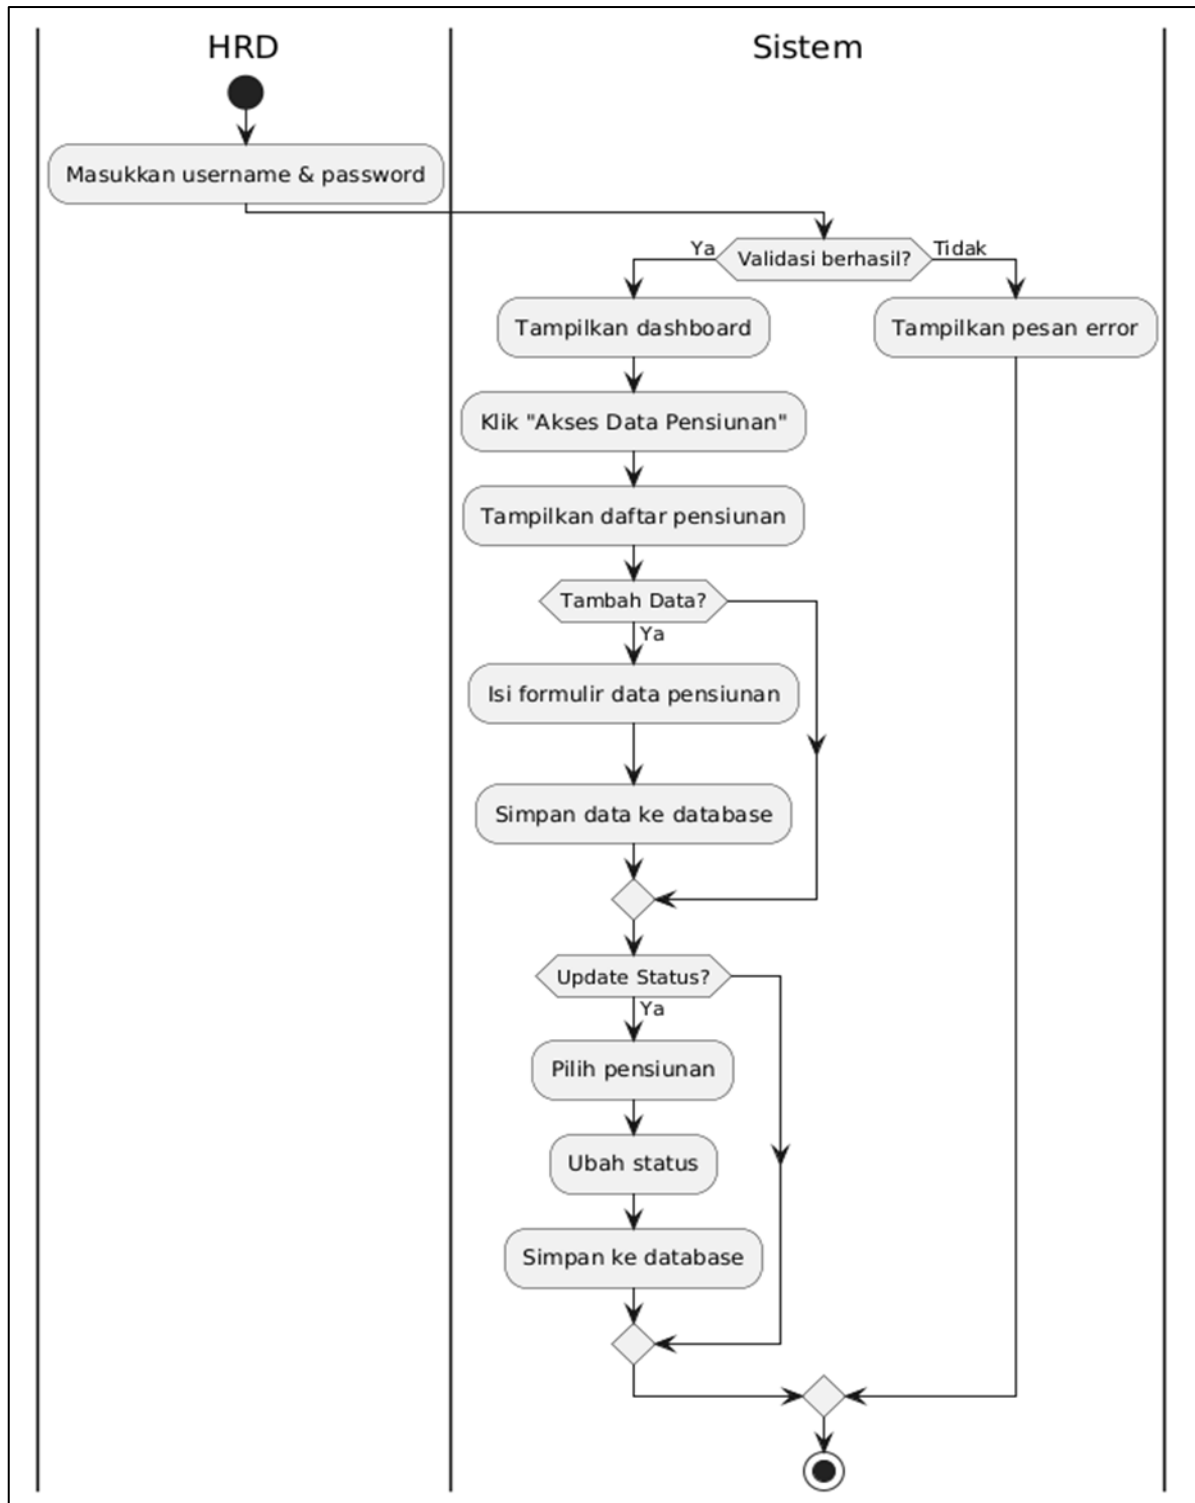 HRD
Sistem
Masukkan username & password
Validasi berhasil?
Ya
Tidak
Tampilkan dashboard
Tampilkan pesan error
Klik "Akses Data Pensiunan"
Tampilkan daftar pensiunan
Tambah Data?
Ya
Isi formulir data pensiunan
Simpan data ke database
Update Status?
Ya
Pilih pensiunan
Ubah status
Simpan ke database